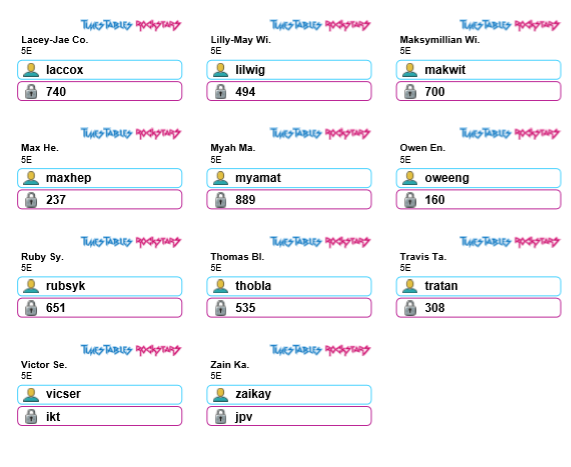 TIMES TABLES ROCKSTARS
Lacey-Jae Co.
5E
laccox
740
TIMES TABLES ROCKSTARS
Lilly-May Wi.
5E
lilwig
494
TIMES TABLES ROCKSTARS
Maksymillian Wi.
5E
makwit
700
TIMES TABLES ROCKSTARS
Max He.
5E
maxhep
237
TIMES TABLES ROCKSTARS
Myah Ma.
5E
myamat
889
TIMES TABLES ROCKSTARS
Owen En.
5E
oweeng
160
TIMES TABLES ROCKSTARS
Ruby Sy.
5E
rubsyk
651
TIMES TABLES ROCKSTARS
Thomas Bl.
5E
thobla
535
TIMES TABLES ROCKSTARS
Travis Ta.
5E
tratan
308
TIMES TABLES ROCKSTARS
Victor Se.
5E
vicser
ikt
TIMES TABLES ROCKSTARS
Zain Ka.
5E
zaikay
jpv